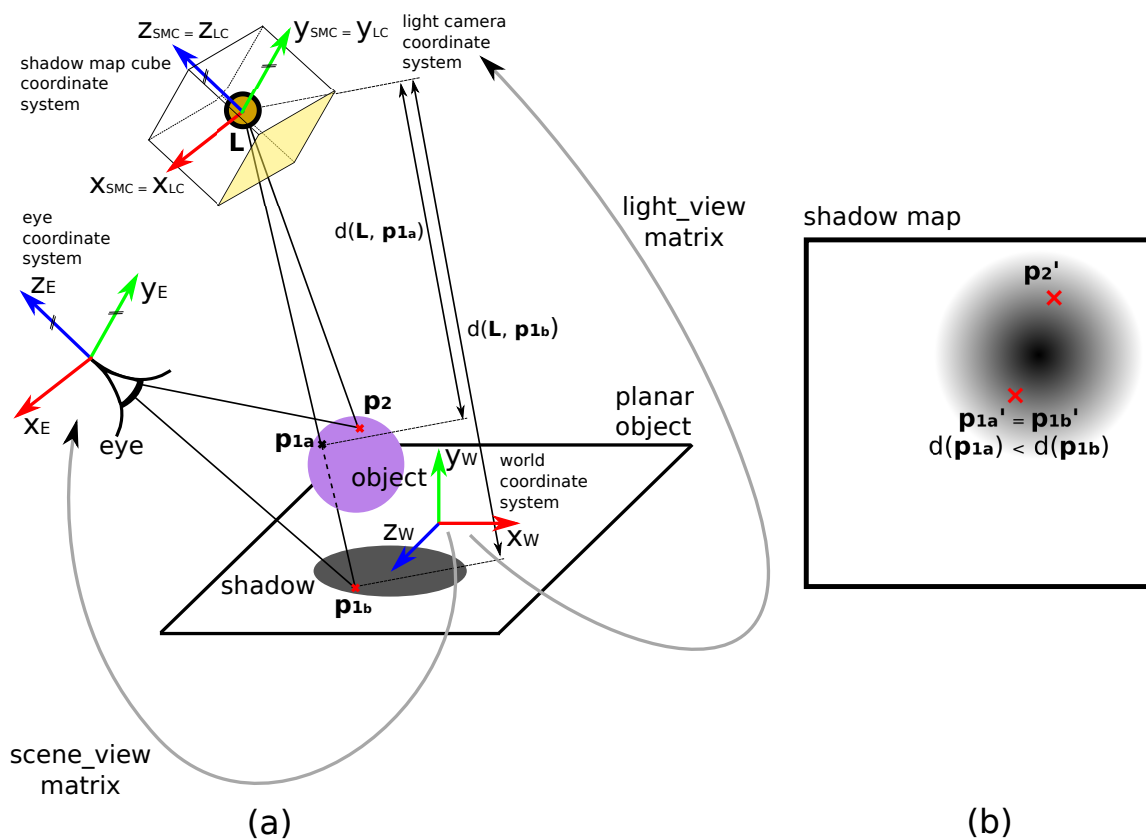 zSMC = zLC
ySMC = yLC
light camera
coordinate
system
shadow map cube
coordinate
system
L
xSMC = xLC
eye
coordinate
system
zE
yE
xE
eye
d(L, p1a)
d(L, p1b)
light_view
matrix
p2
p1a
object
planar
object
yW
world
coordinate
system
zW
xW
shadow
p1b
scene_view
matrix
(a)
shadow map
p2'
p1a' = p1b'
d(p1a) < d(p1b)
(b)